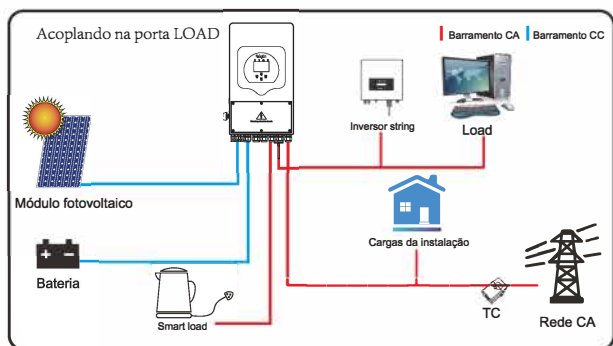 Acoplando na porta LOAD
Barramento CA
Barramento CC
Inversor string
Load
Módulo fotovoltaico
Cargas da instalação
Bateria
Smart load
TC
Rede CA